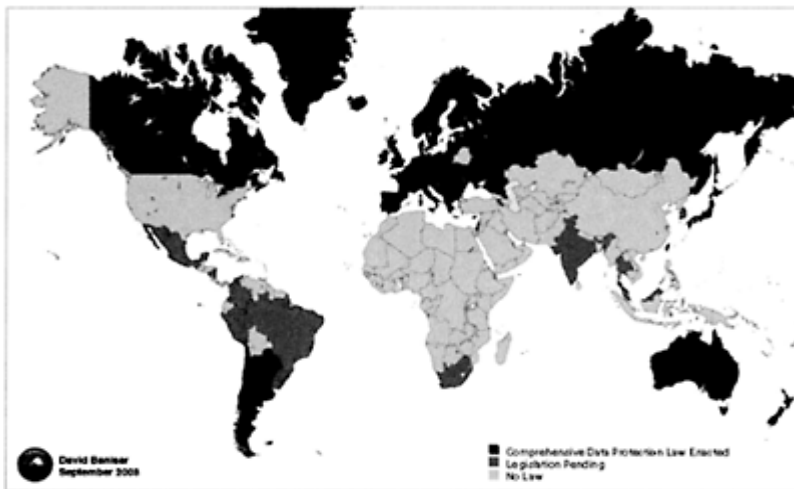 Comprehensive Data Protection Law Enacted
David Banisar
Legislation Pending
September 2008
No Law